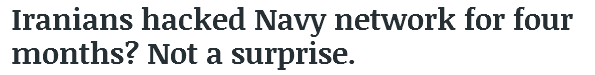 Iranians hacked Navy network for four
months? Not a surprise.